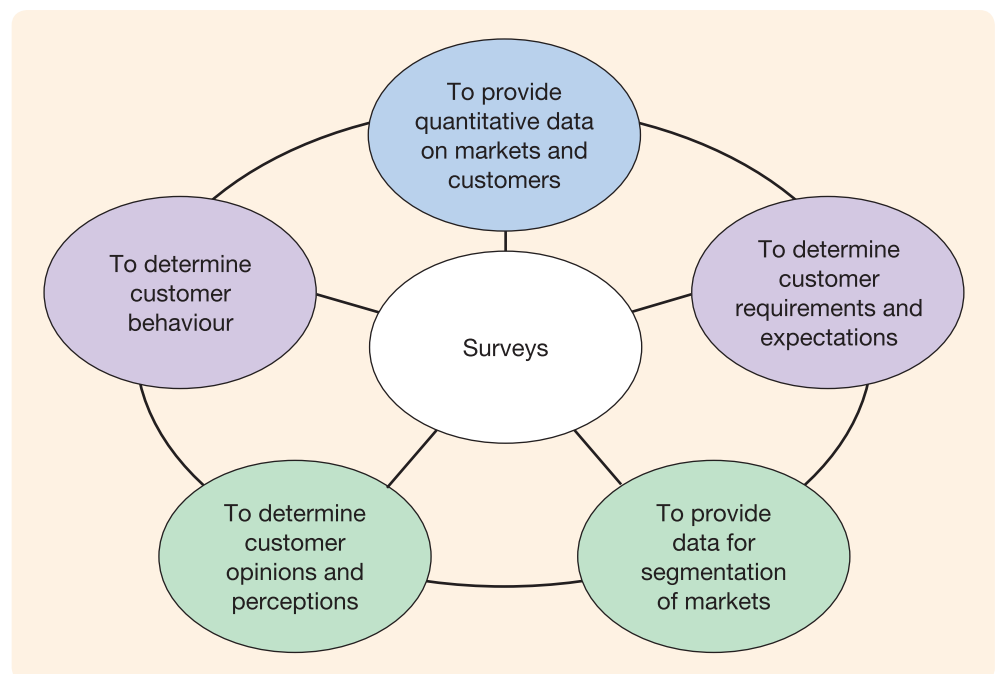 To provide
quantitative data
on markets and
customers
To determine
customer
behaviour
To determine
customer
requirements and
expectations
Surveys
To determine
customer
opinions and
perceptions
To provide
data for
segmentation
of markets